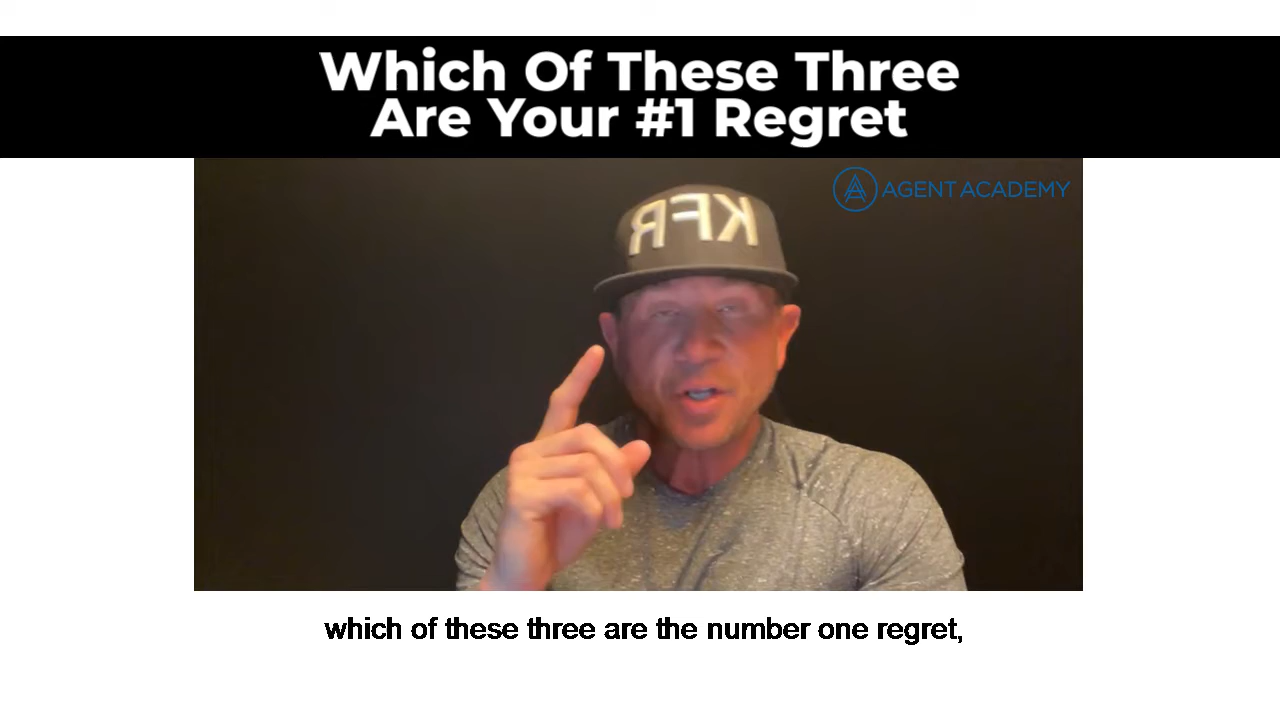 Which Of These Three
Are Your #1 Regret
AGENT ACADEMY
KFR
which of these three are the number one regret,